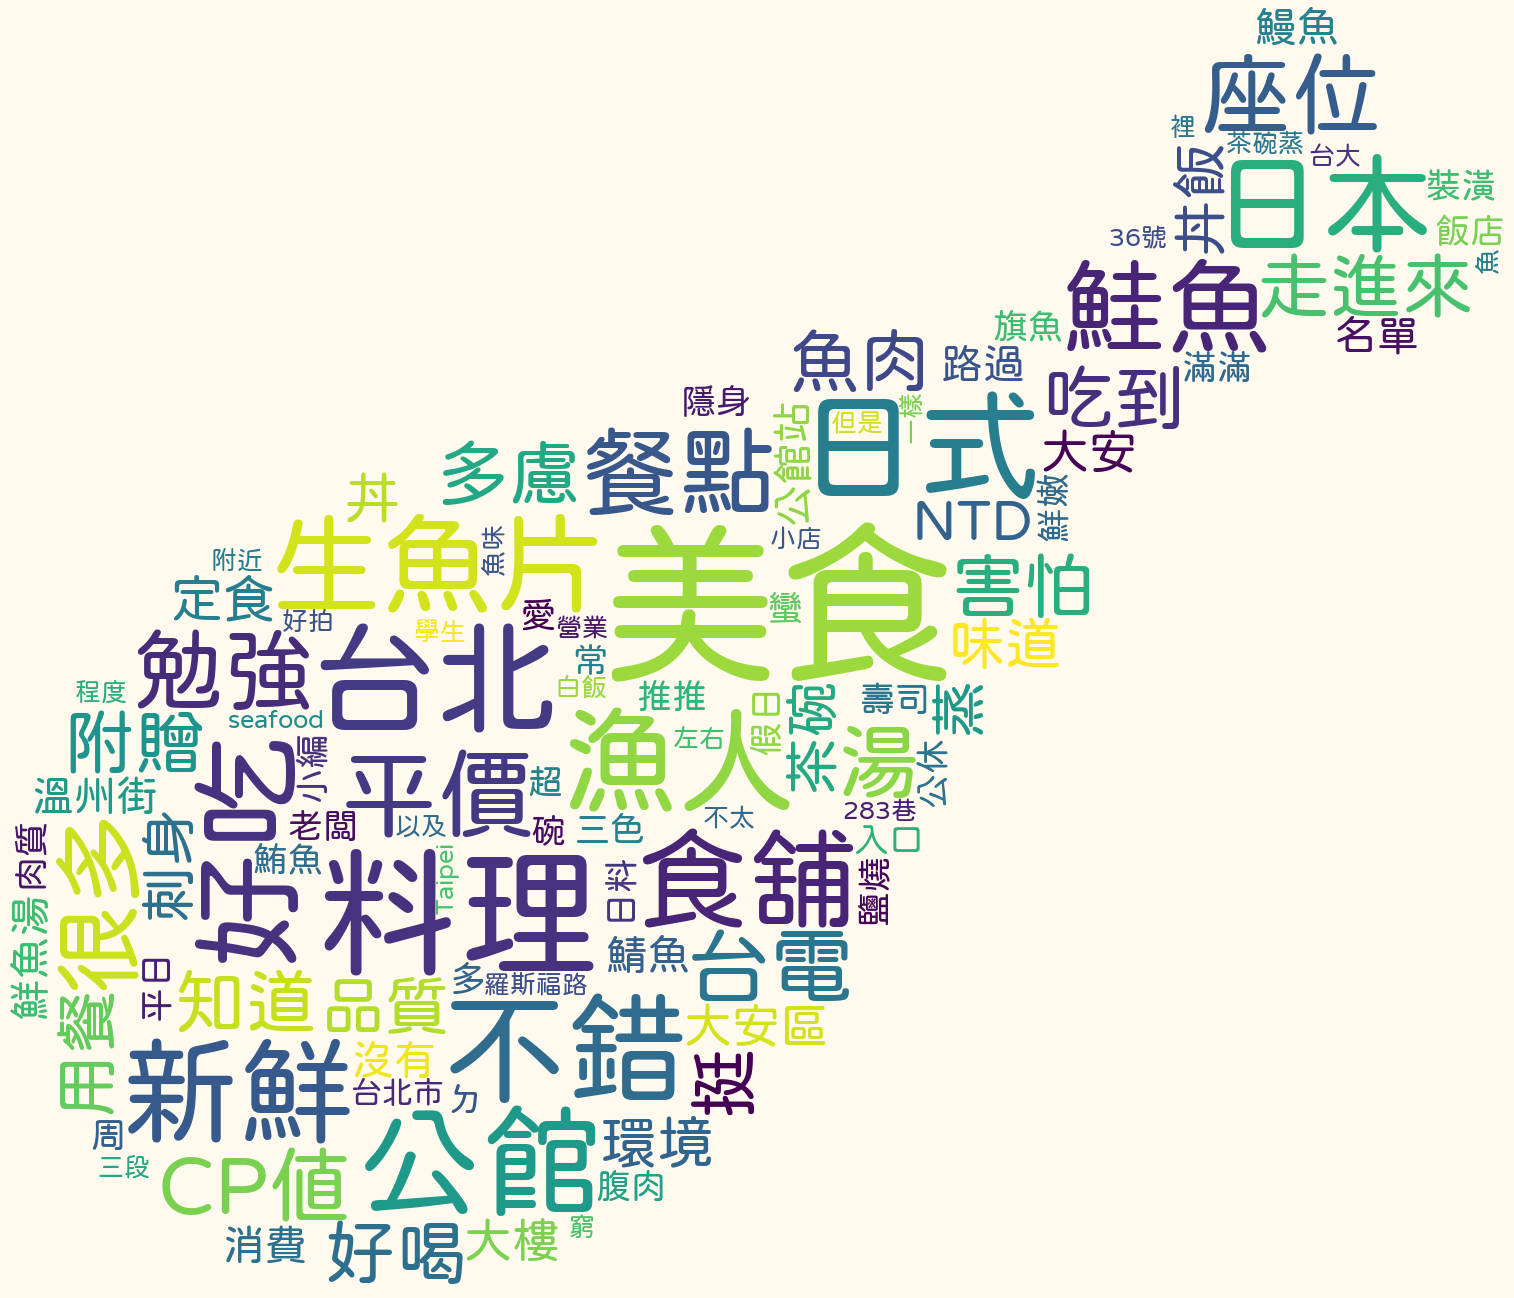 鰻魚
座位
裡
茶碗蒸
台大
丼飯
日本
裝潢
飯店
36號
魚
鮭魚
走進來
旗魚
名單
魚肉
路過
滿滿
吃到
隱身
公館站
日式
但是
一樣
大安
多慮
餐點
丼
NTD
鮮嫩
生魚片
魚味
小店
美食
附近
害怕
定食
好拍
學生
愛
營業
蠻
味道
勉強
台北
常
白飯
程度
推推
假日
茶碗
壽司
蒸
附贈
seafood
漁人
左右
湯
好吃
小編
平價
超
公休
溫州街
老闆
以及
碗
三色
不太
283巷
入口
肉質
很多
刺身
鮪魚
料理
Taipei
日料
食舖
鹽燒
鮮魚湯
鯖魚
台電
平日
多
羅斯福路
用餐
知道
品質
不錯
大安區
新鮮
沒有
台北市
ㄉ
挺
周
三段
公館
環境
CP值
腹肉
消費
好喝
大樓
窮